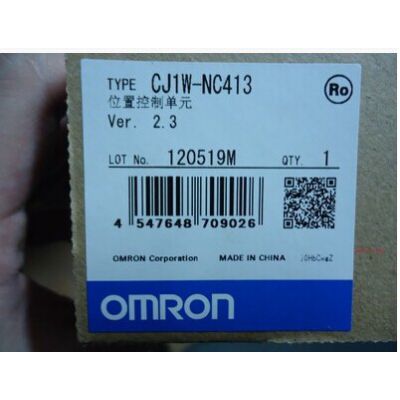 TYPE CJ1W-NC413 Ro
位置控制单元
Ver. 2.3
LOT No. 120519M QTY. 1
4 547648 709026
OMRON Corporation MADE IN CHINA
OMRON